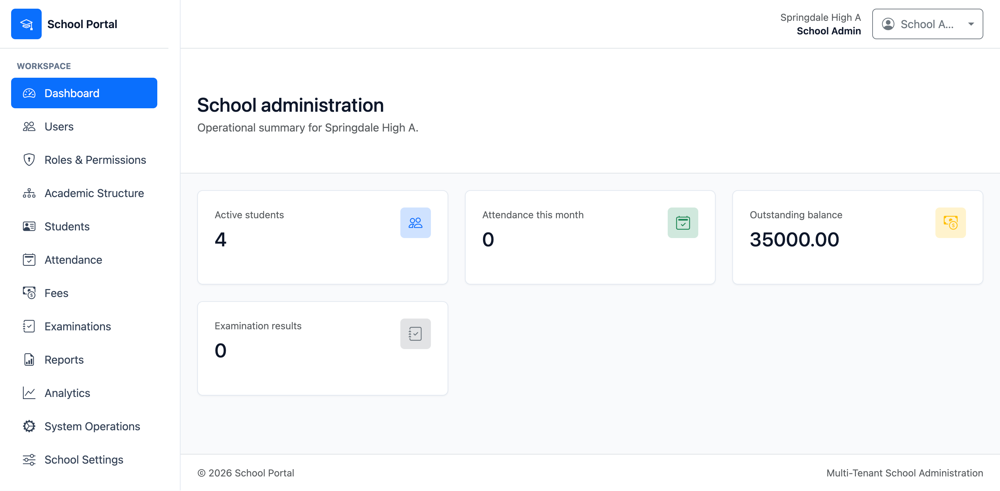 School Portal
Springdale High A
School Admin
School A...
WORKSPACE
Dashboard
Users
Roles & Permissions
Academic Structure
Students
Attendance
Fees
Examinations
Reports
Analytics
System Operations
School Settings
School administration
Operational summary for Springdale High A.
Active students
4
Attendance this month
0
Outstanding balance
35000.00
Examination results
0
© 2026 School Portal
Multi-Tenant School Administration